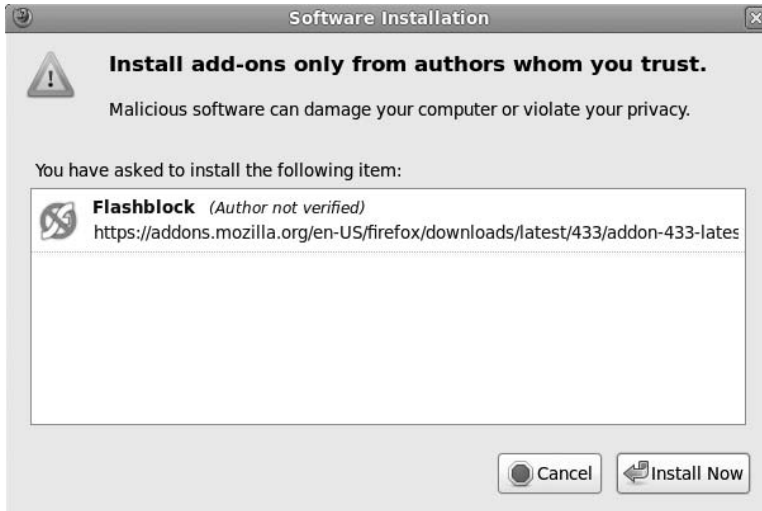 Software Installation
Install add-ons only from authors whom you trust.
Malicious software can damage your computer or violate your privacy.
You have asked to install the following item:
Flashblock (Author not verified)
https://addons.mozilla.org/en-US/firefox/downloads/latest/433/addon-433-lates
Cancel
Install Now